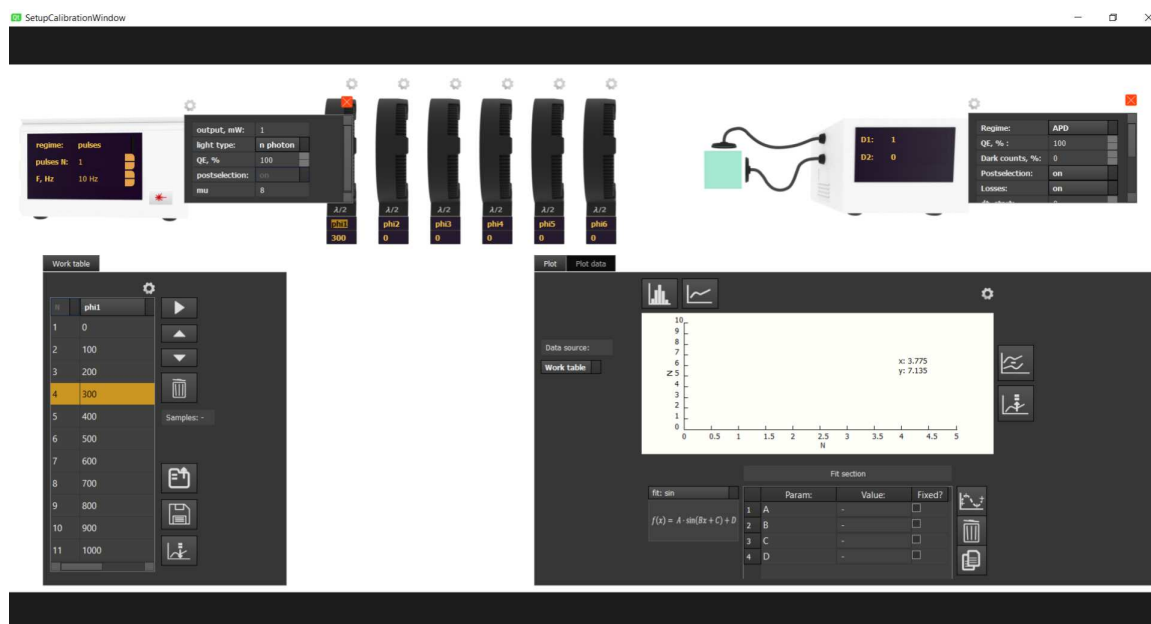 SetupCalibrationWindow
regime: pulses
pulses N: 1
F, Hz 10 Hz
output, mW: 1
light type: n photon
QE, % 100
postselection: on
mu 8
λ/2 λ/2 λ/2 λ/2 λ/2 λ/2
phi1 phi2 phi3 phi4 phi5 phi6
300 0 0 0 0 0
D1: 1
D2: 0
Regime: APD
QE, % : 100
Dark counts, %: 0
Postselection: on
Losses: on
Work table
N phi1
1 0
2 100
3 200
4 300
5 400
6 500
7 600
8 700
9 800
10 900
11 1000
Samples: -
Plot Plot data
Data source:
Work table
10
9
8
7
6
5
4
3
2
1
0
N
x: 3.775
y: 7.135
0 0.5 1 1.5 2 2.5 3 3.5 4 4.5 5
N
Fit section
fit: sin
f(x) = A · sin(Bx + C) + D
Param: Value: Fixed?
1 A -
2 B -
3 C -
4 D -